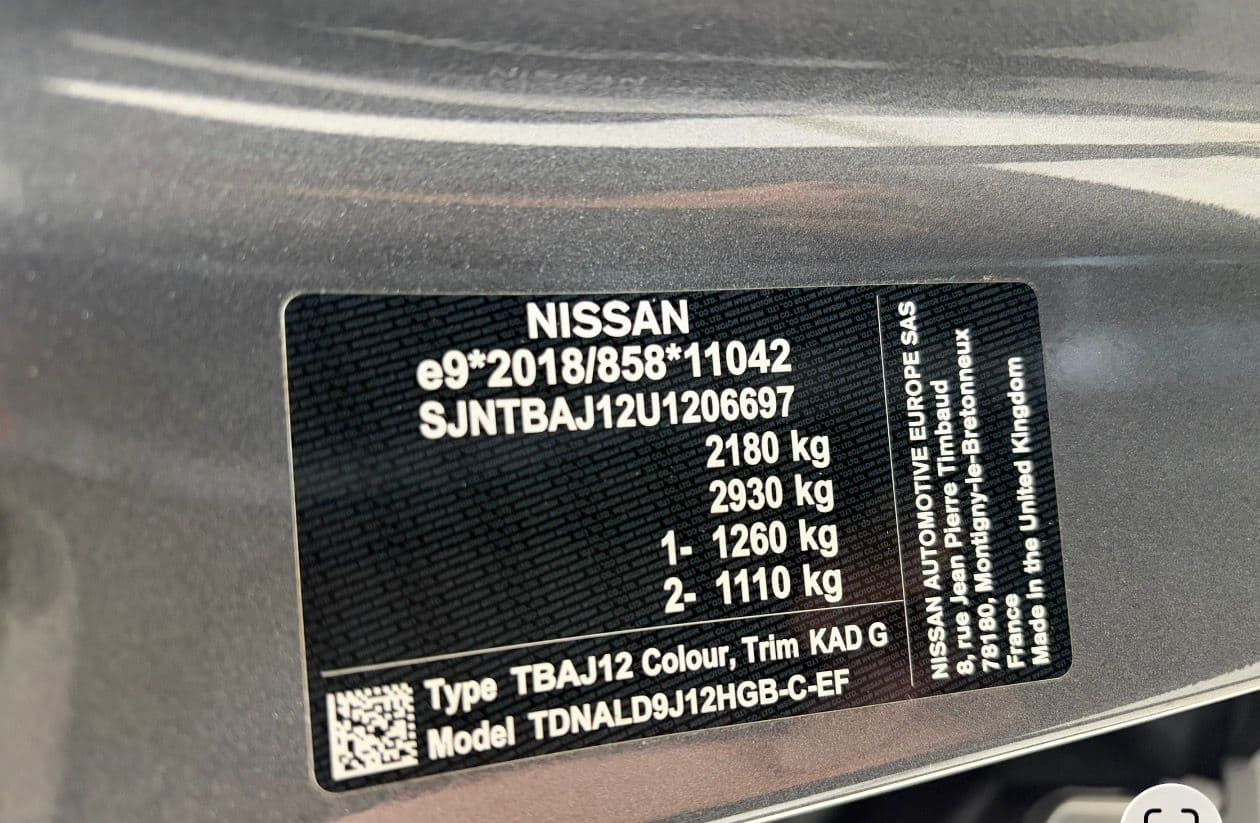 NISSAN
e9*2018/858*11042
SJNTBAJ12U1206697
2180 kg
2930 kg
1- 1260 kg
2- 1110 kg
Type TBAJ12 Colour, Trim KAD G
Model TDNALD9J12HGB-C-EF
NISSAN AUTOMOTIVE EUROPE SAS
8, rue Jean Pierre Timbaud
78180, Montigny-le-Bretonneux
France
Made in the United Kingdom